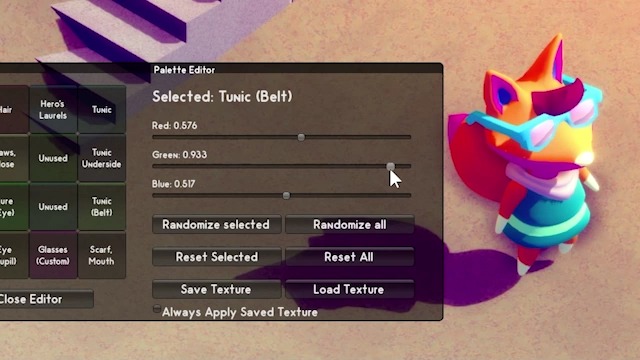 Palette Editor
Selected: Tunic (Belt)
Hero's
Laurels
Tunic
Red: 0.576
Green: 0.933
Unused
Tunic
Underside
Blue: 0.517
Unused
Tunic
(Belt)
Randomize selected
Randomize all
Glasses
(Custom)
Scarf,
Mouth
Reset Selected
Reset All
Close Editor
Save Texture
Load Texture
Always Apply Saved Texture